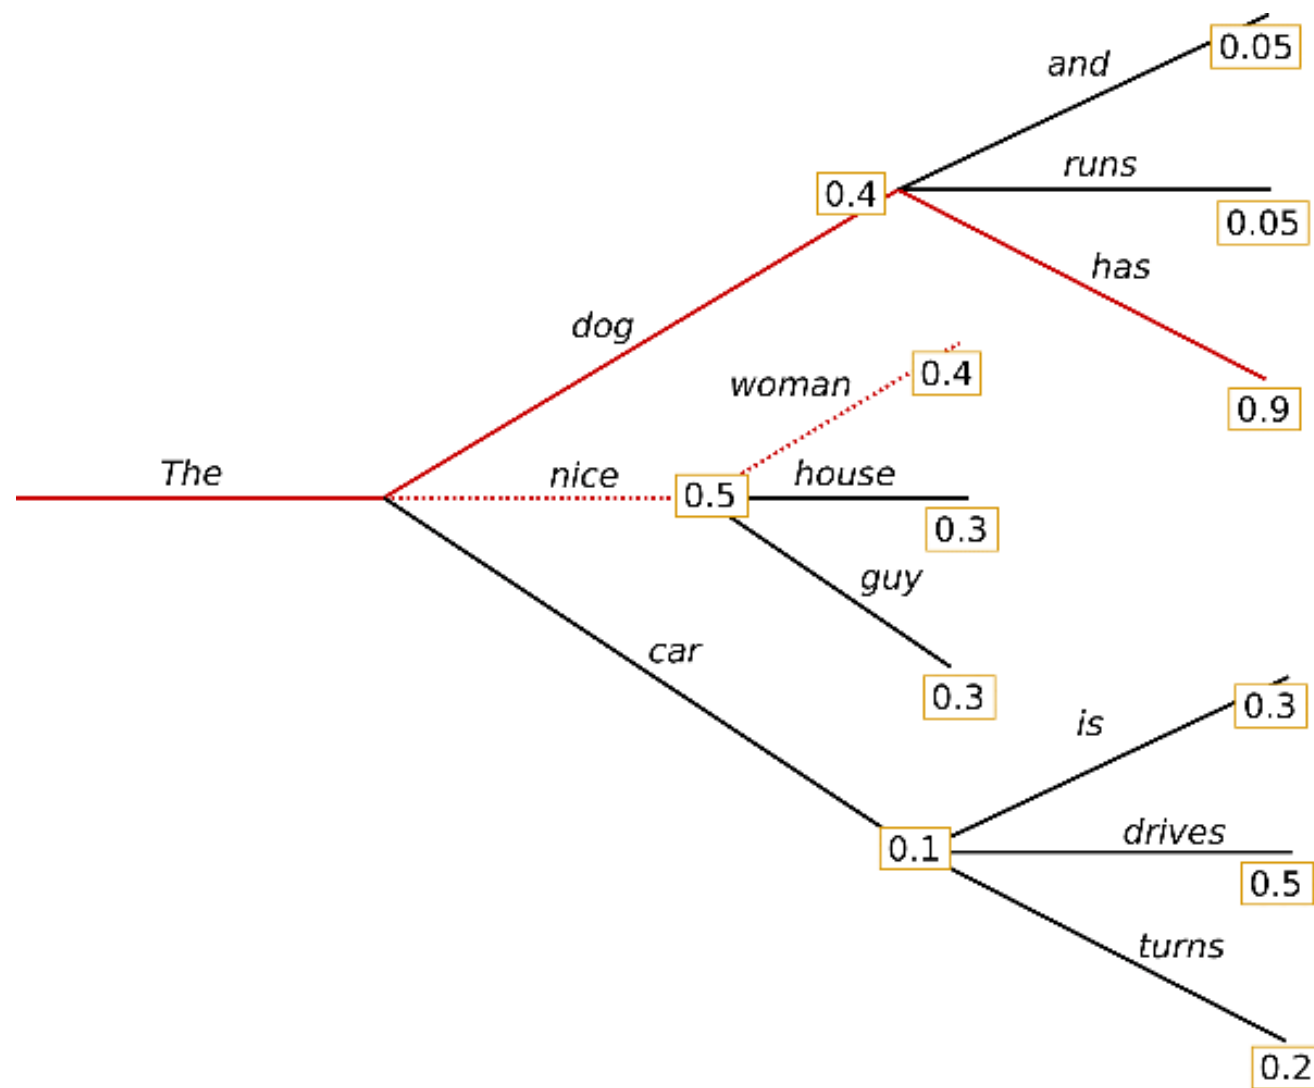 0.05
and
runs
0.4
0.05
has
dog
woman
0.4
0.9
The
nice
0.5
house
0.3
guy
car
0.3
is
0.3
drives
0.1
0.5
turns
0.2